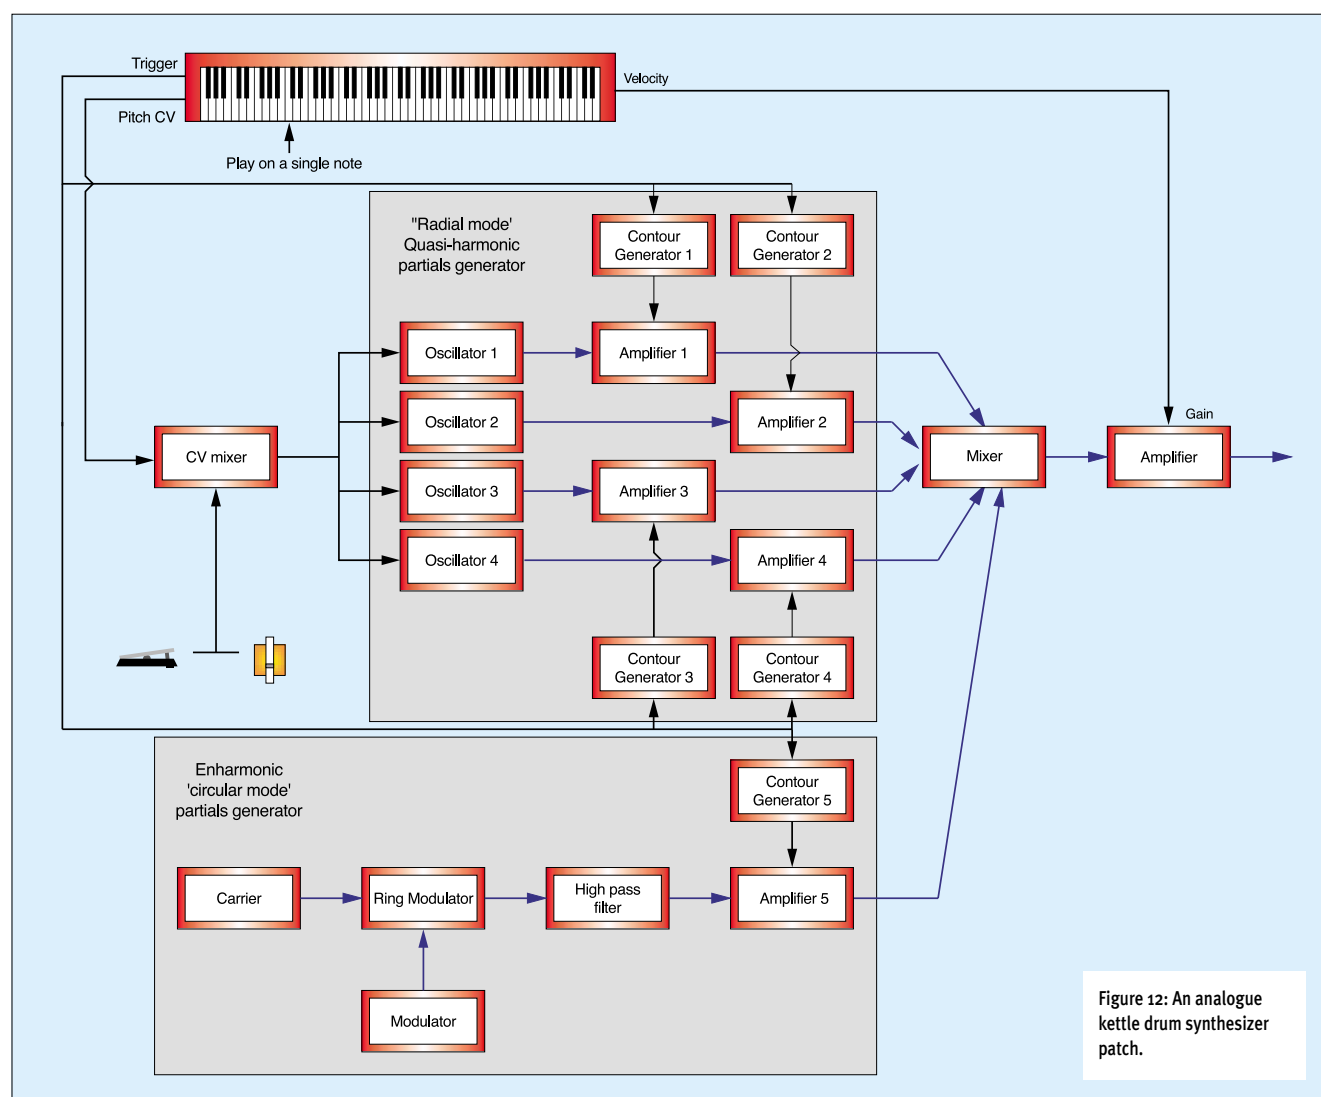 Trigger
Velocity
Pitch CV
Play on a single note
"Radial mode'
Quasi-harmonic
partials generator
Contour
Generator 1
Contour
Generator 2
Oscillator 1
Amplifier 1
Oscillator 2
Amplifier 2
Gain
CV mixer
Mixer
Amplifier
Oscillator 3
Amplifier 3
Oscillator 4
Amplifier 4
Contour
Generator 3
Contour
Generator 4
Enharmonic
'circular mode'
partials generator
Contour
Generator 5
Carrier
Ring Modulator
High pass
filter
Amplifier 5
Modulator
Figure 12: An analogue
kettle drum synthesizer
patch.